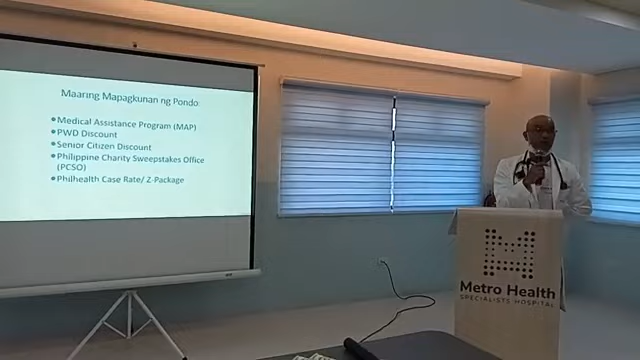 Maaring Mapagkunan ng Pondo:
Medical Assistance Program (MAP)
PWD Discount
Senior Citizen Discount
Philippine Charity Sweepstakes Office
(PCSO)
Philhealth Case Rate/ Z-Package
Metro Health
SPECIALISTS HOSPITAL